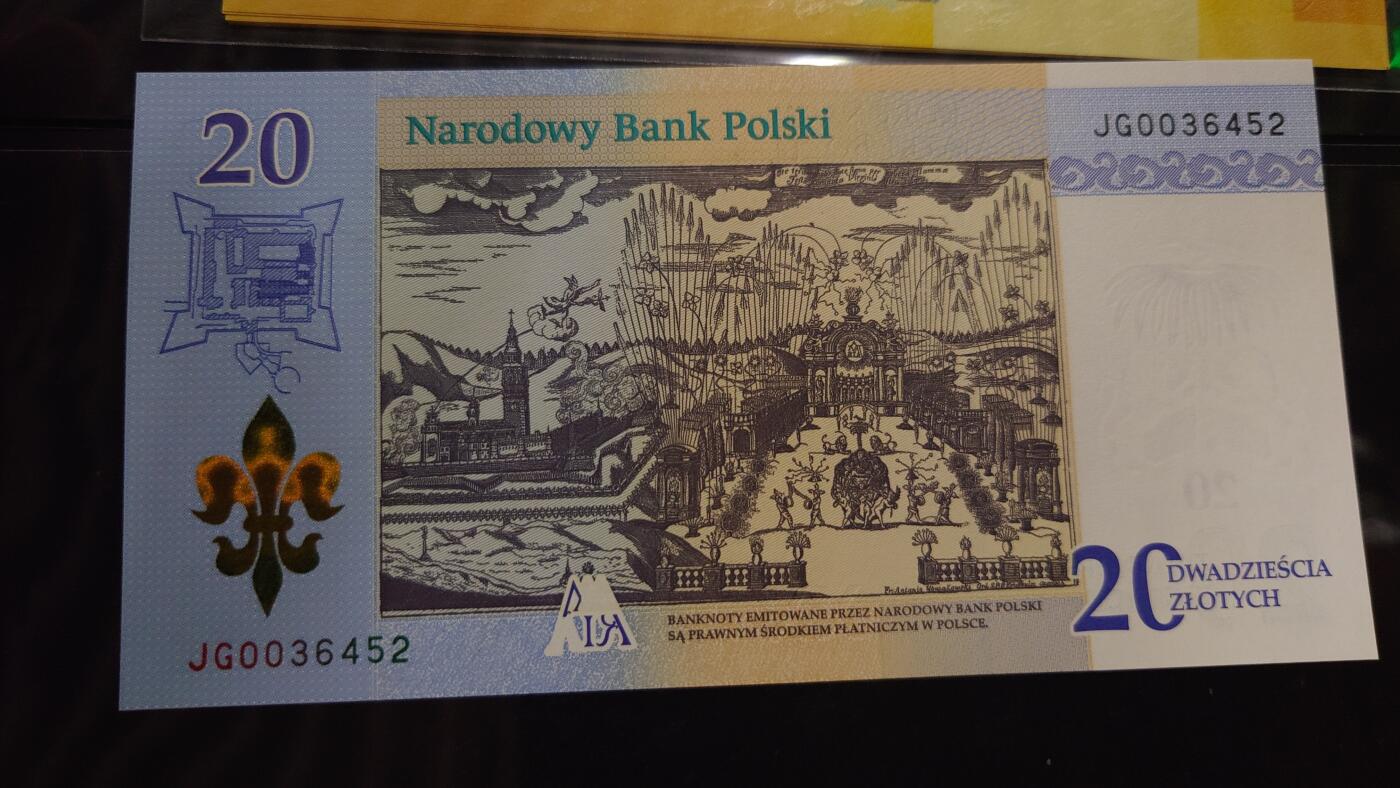 20
Narodowy Bank Polski
JG0036452
JG0036452
BANKNOTY EMITOWANE PRZEZ NARODOWY BANK POLSKI
SĄ PRAWNYM ŚRODKIEM PŁATNICZYM W POLSCE.
20 DWADZIEŚCIA
ZŁOTYCH